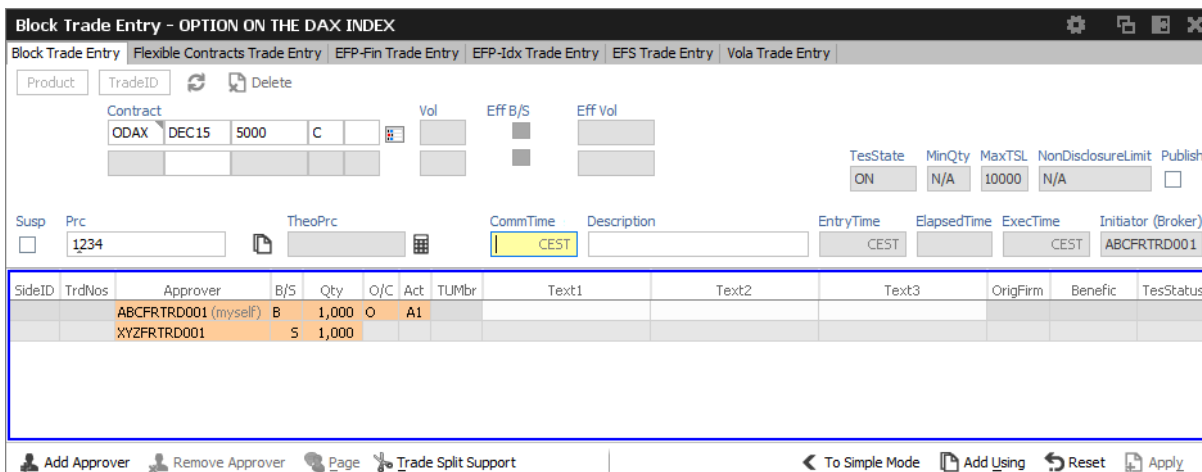 Block Trade Entry - OPTION ON THE DAX INDEX
Block Trade Entry Flexible Contracts Trade Entry EFP-Fin Trade Entry EFP-Idx Trade Entry EFS Trade Entry Vola Trade Entry
Product TradeID Delete
Contract Vol Eff B/S Eff Vol
ODAX DEC15 5000 C
TesState MinQty MaxTSL NonDisclosureLimit Publish
ON N/A 10000 N/A
Susp Prc TheoPrc CommTime Description EntryTime ElapsedTime ExecTime Initiator (Broker)
1234 CEST CEST CEST ABCFRTRD001
SideID TrdNos Approver B/S Qty O/C Act TUMbr Text1 Text2 Text3 OrigFirm Benefic TesStatus
ABCFRTRD001 (myself) B 1,000 O A1
XYZFRTRD001 S 1,000
Add Approver Remove Approver Page Trade Split Support To Simple Mode Add Using Reset Apply